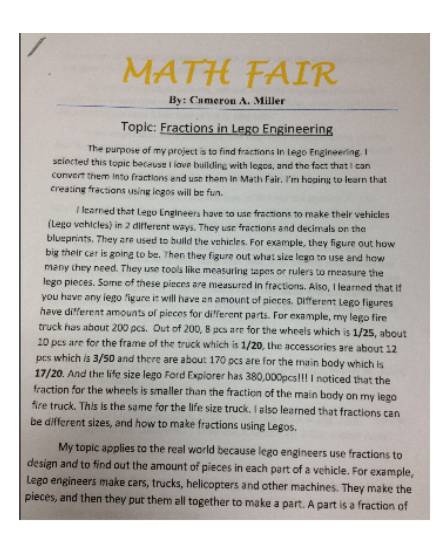 MATH FAIR
By: Cameron A. Miller
Topic: Fractions in Lego Engineering
The purpose of my project is to find fractions in Lego Engineering. I
selected this topic because I love building with legos, and the fact that I can
convert them into fractions and use them in Math Fair. I'm hoping to learn that
creating fractions using legos will be fun.
I learned that Lego Engineers have to use fractions to make their vehicles
(Lego vehicles) in 2 different ways. They use fractions and decimals on the
blueprints. They are used to build the vehicles. For example, they figure out how
big their car is going to be. Then they figure out what size lego to use and how
many they need. They use tools like measuring tapes or rulers to measure the
lego pieces. Some of these pieces are measured in fractions. Also, I learned that if
you have any lego figure it will have an amount of pieces. Different Lego figures
have different amounts of pieces for different parts. For example, my lego fire
truck has about 200 pcs. Out of 200, 8 pcs are for the wheels which is 1/25, about
10 pcs are for the frame of the truck which is 1/20, the accessories are about 12
pcs which is 3/50 and there are about 170 pcs are for the main body which is
17/20. And the life size lego Ford Explorer has 380,000pcs!!! I noticed that the
fraction for the wheels is smaller than the fraction of the main body on my lego
fire truck. This is the same for the life size truck. I also learned that fractions can
be different sizes, and how to make fractions using Legos.
My topic applies to the real world because lego engineers use fractions to
design and to find out the amount of pieces in each part of a vehicle. For example,
Lego engineers make cars, trucks, helicopters and other machines. They make the
pieces, and then they put them all together to make a part. A part is a fraction of